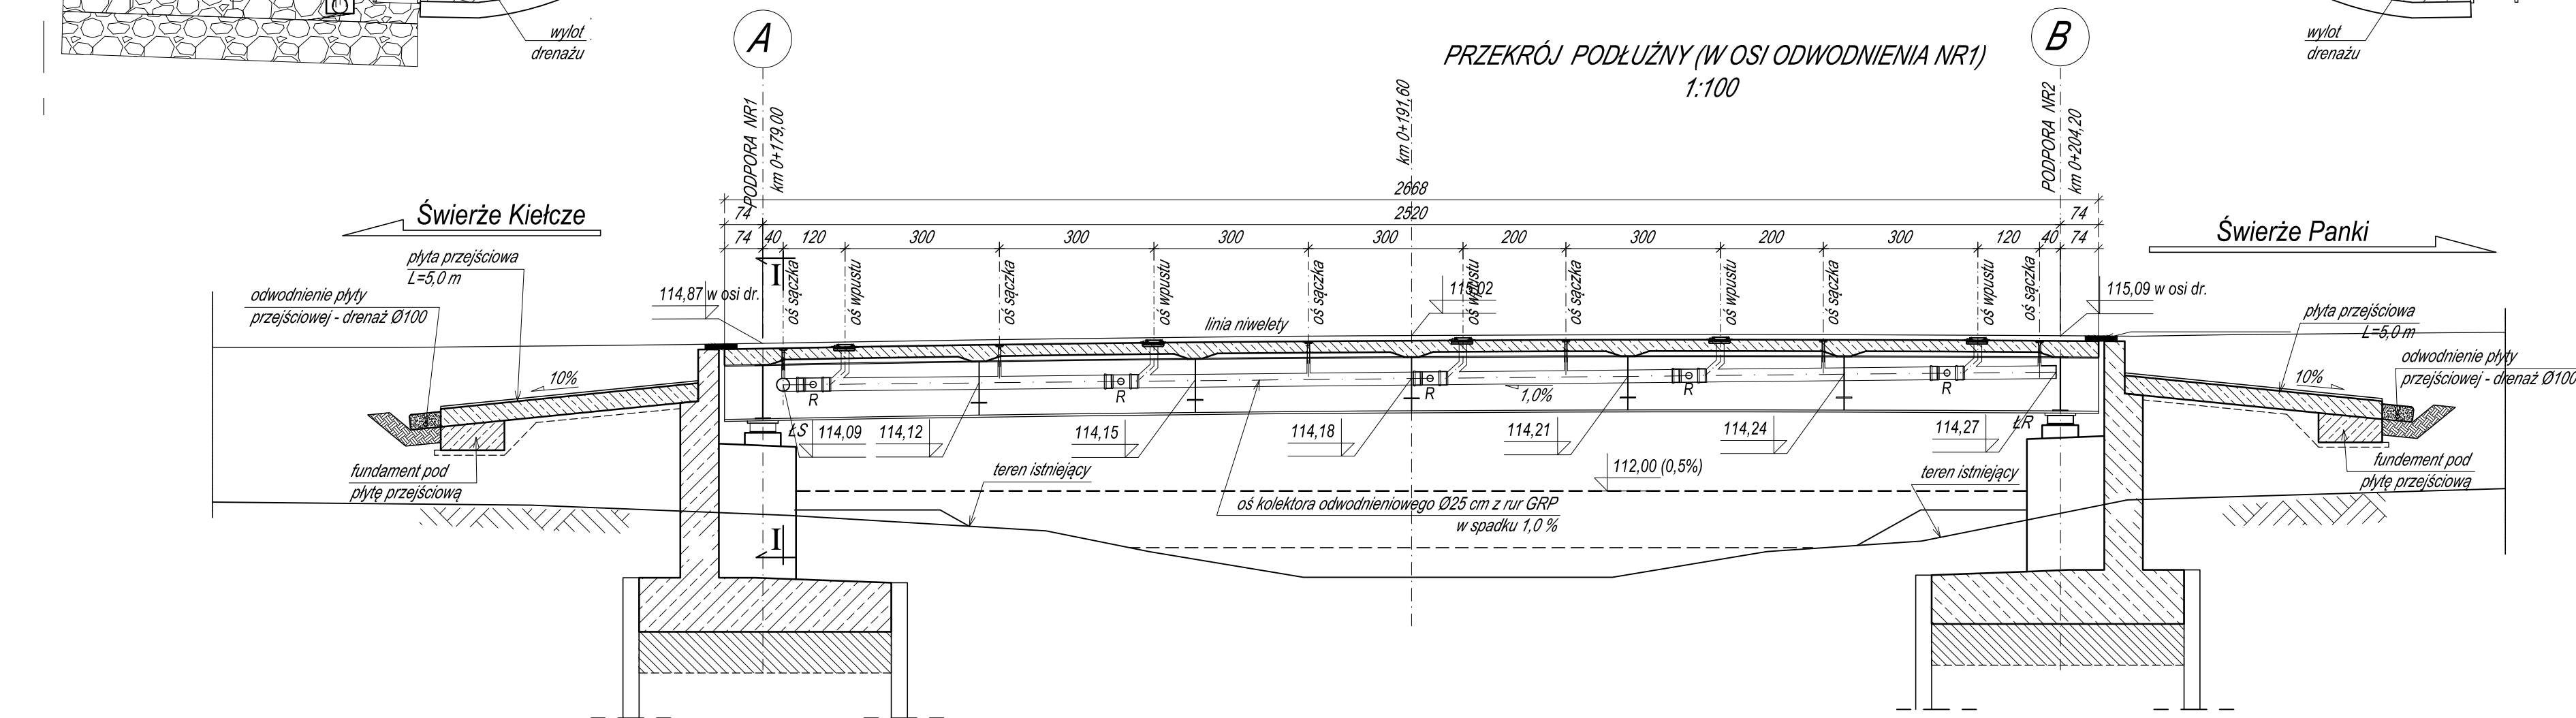 wylot
drenażu
A
PRZEKRÓJ PODŁUŻNY (W OSI ODWODNIENIA NR1)
1:100
B
wylot
drenażu
PODPORA NR1
km 0+179,00
km 0+191,60
PODPORA NR2
km 0+204,20
2668
74
2520
74
74
40
120
300
300
300
300
200
300
200
300
120
40
74
Świerże Kiełcze
Świerże Panki
płyta przejściowa
L=5,0 m
odwodnienie płyty
przejściowej - drenaż Ø100
114,87 w osi dr.
I
oś sączka
oś wpustu
oś sączka
oś wpustu
oś sączka
oś wpustu
oś sączka
oś wpustu
oś sączka
oś wpustu
oś sączka
linia niwelety
115,02
115,09 w osi dr.
płyta przejściowa
L=5,0 m
odwodnienie płyty
przejściowej - drenaż Ø100
10%
10%
R
R
R
1,0%
R
R
ŁS
114,09
114,12
114,15
114,18
114,21
114,24
114,27
ŁR
fundament pod
płytę przejściową
teren istniejący
112,00 (0,5%)
teren istniejący
fundement pod
płytę przejściową
oś kolektora odwodnieniowego Ø25 cm z rur GRP
w spadku 1,0 %
I